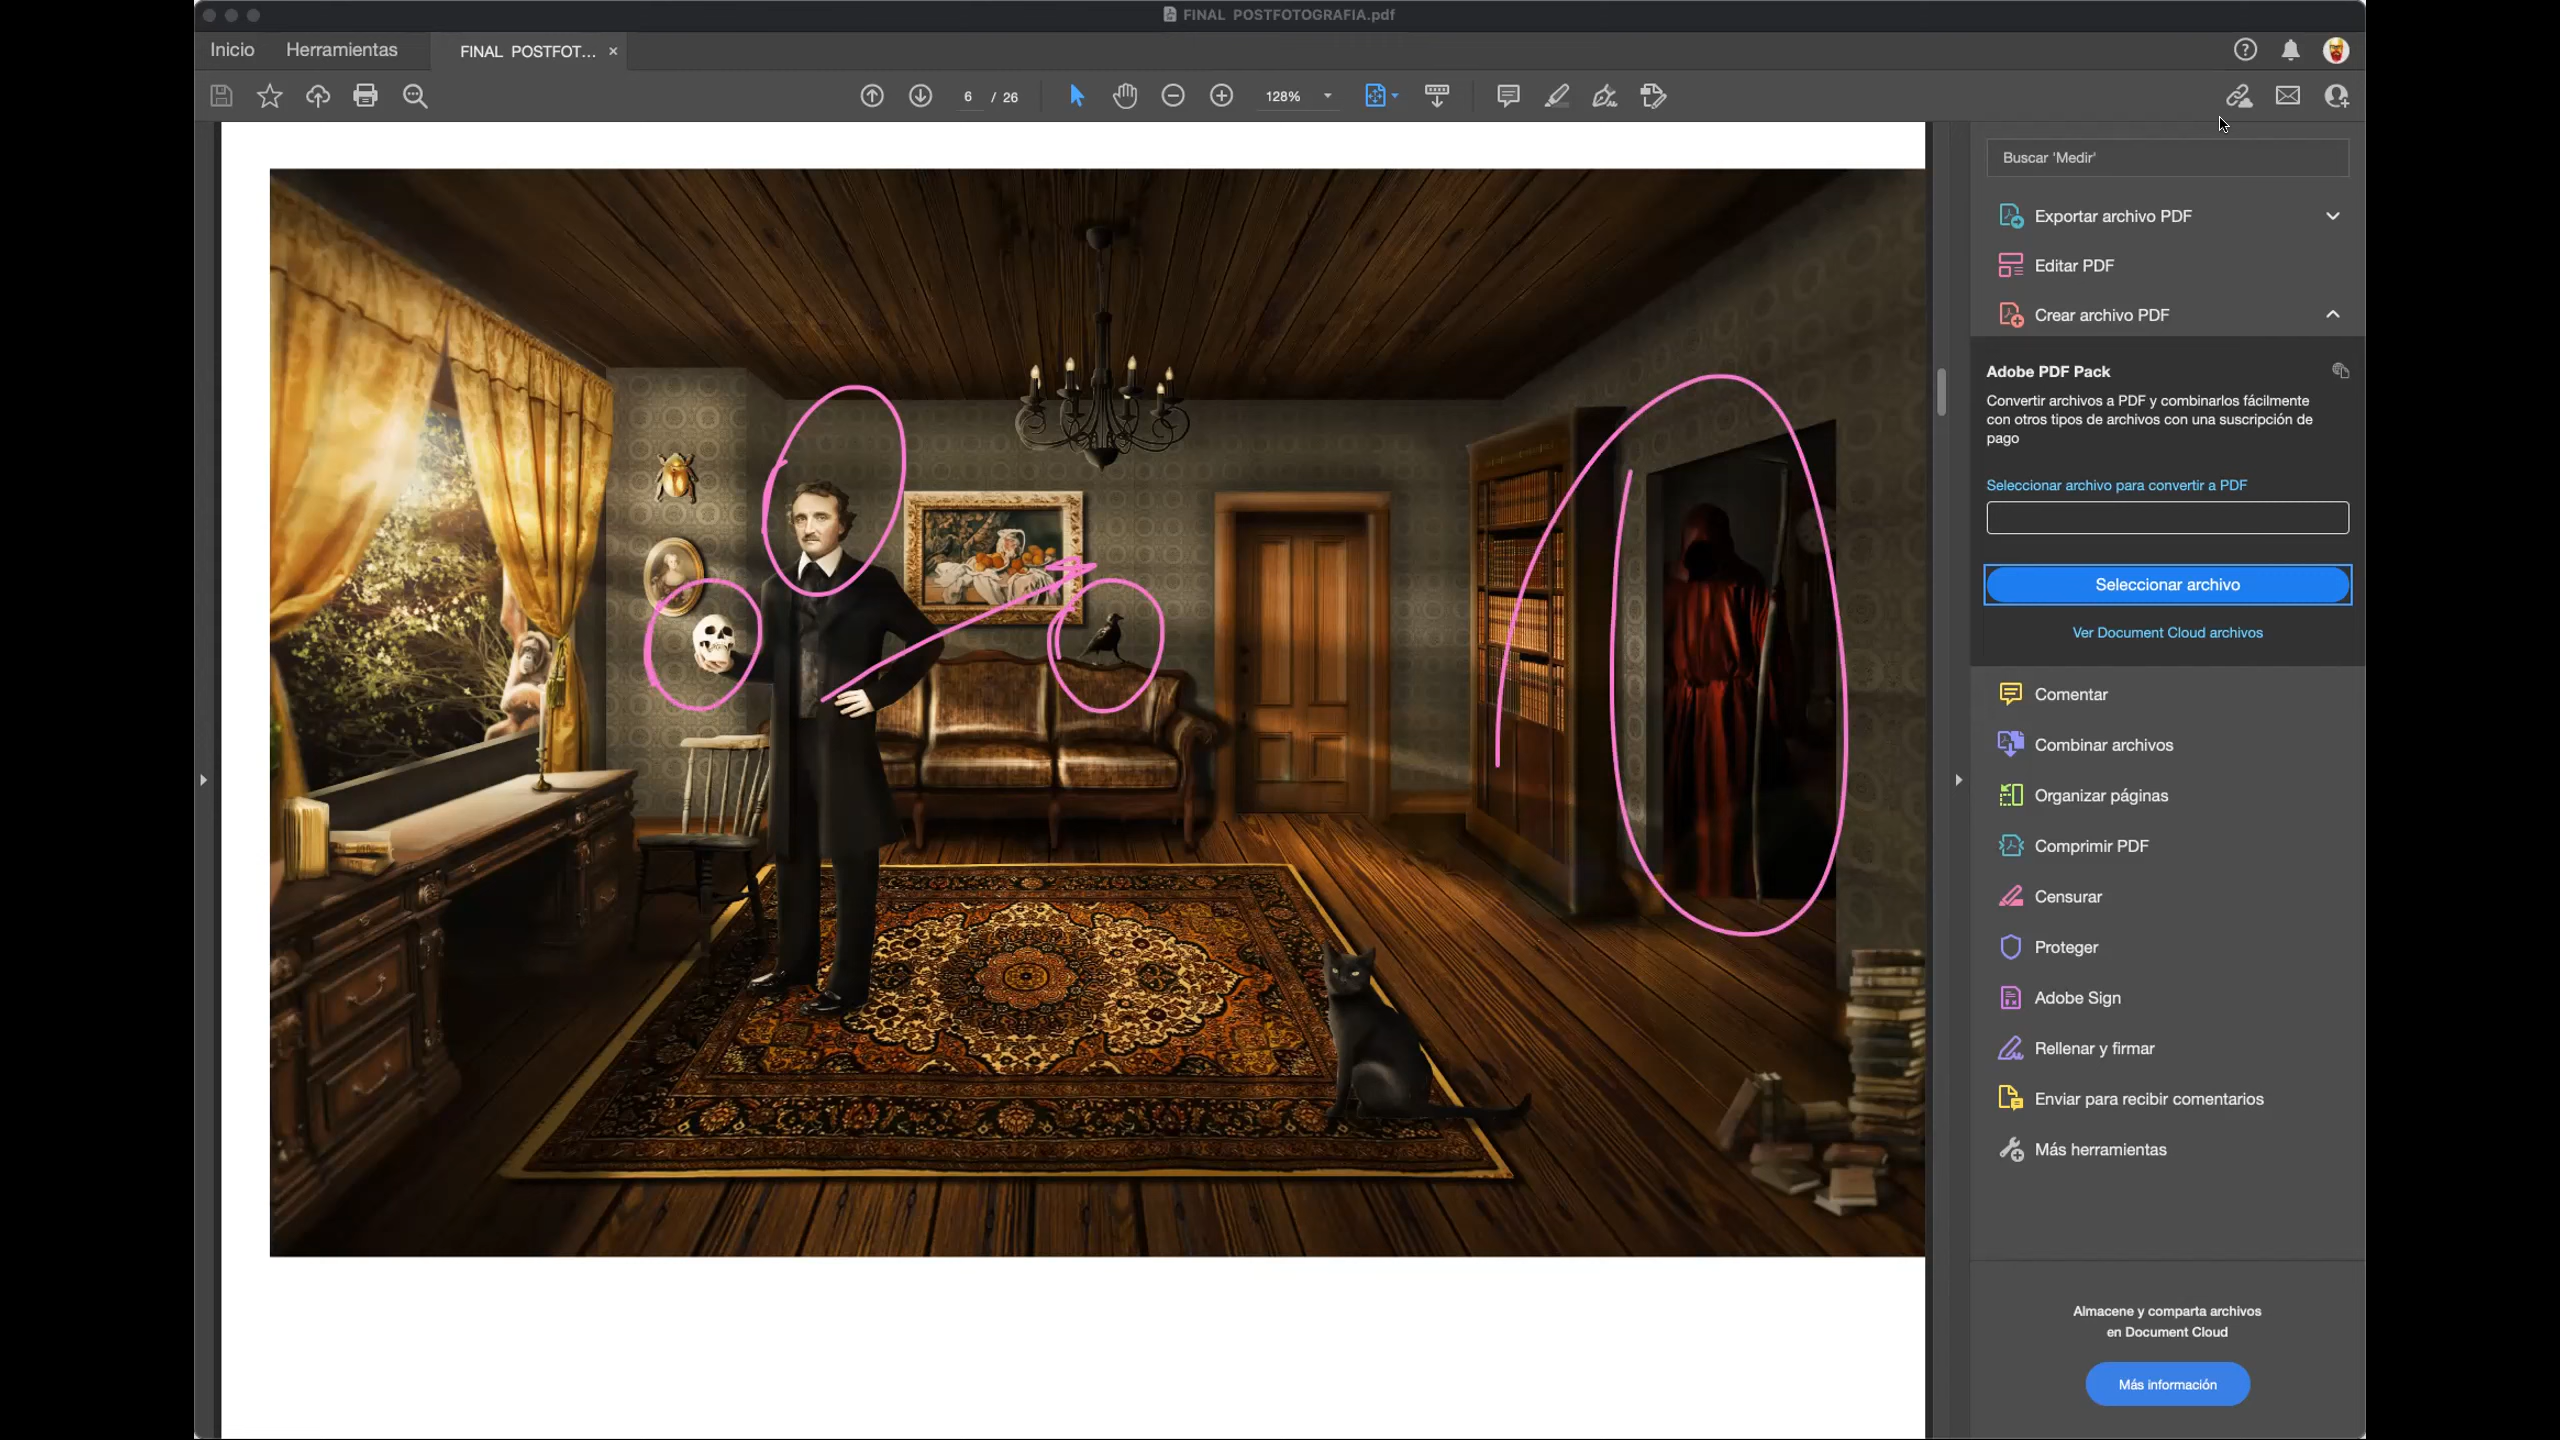 FINAL POSTFOTOGRAFIA.pdf
Inicio
Herramientas
FINAL POSTFOT... ×
6 / 26
128%
Buscar 'Medir'
Exportar archivo PDF
Editar PDF
Crear archivo PDF
Adobe PDF Pack
Convertir archivos a PDF y combinarlos fácilmente
con otros tipos de archivos con una suscripción de
pago
Seleccionar archivo para convertir a PDF
Seleccionar archivo
Ver Document Cloud archivos
Comentar
Combinar archivos
Organizar páginas
Comprimir PDF
Censurar
Proteger
Adobe Sign
Rellenar y firmar
Enviar para recibir comentarios
Más herramientas
Almacene y comparta archivos
en Document Cloud
Más información